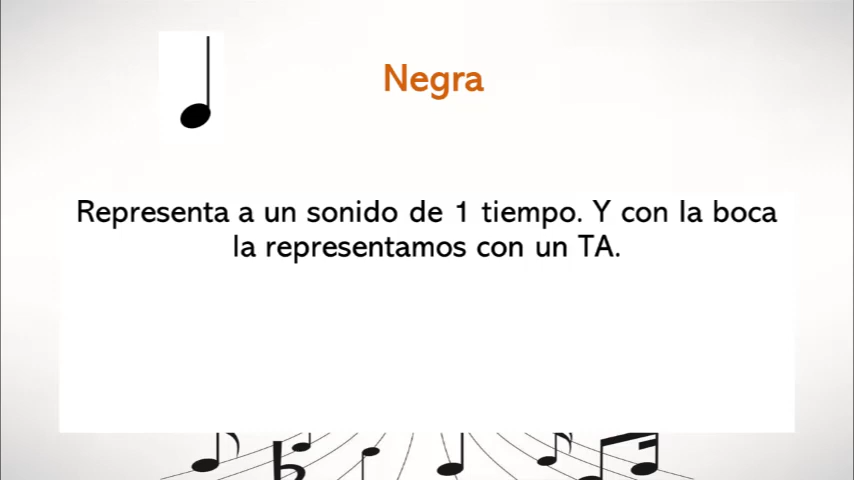 Negra
Representa a un sonido de 1 tiempo. Y con la boca
la representamos con un TA.